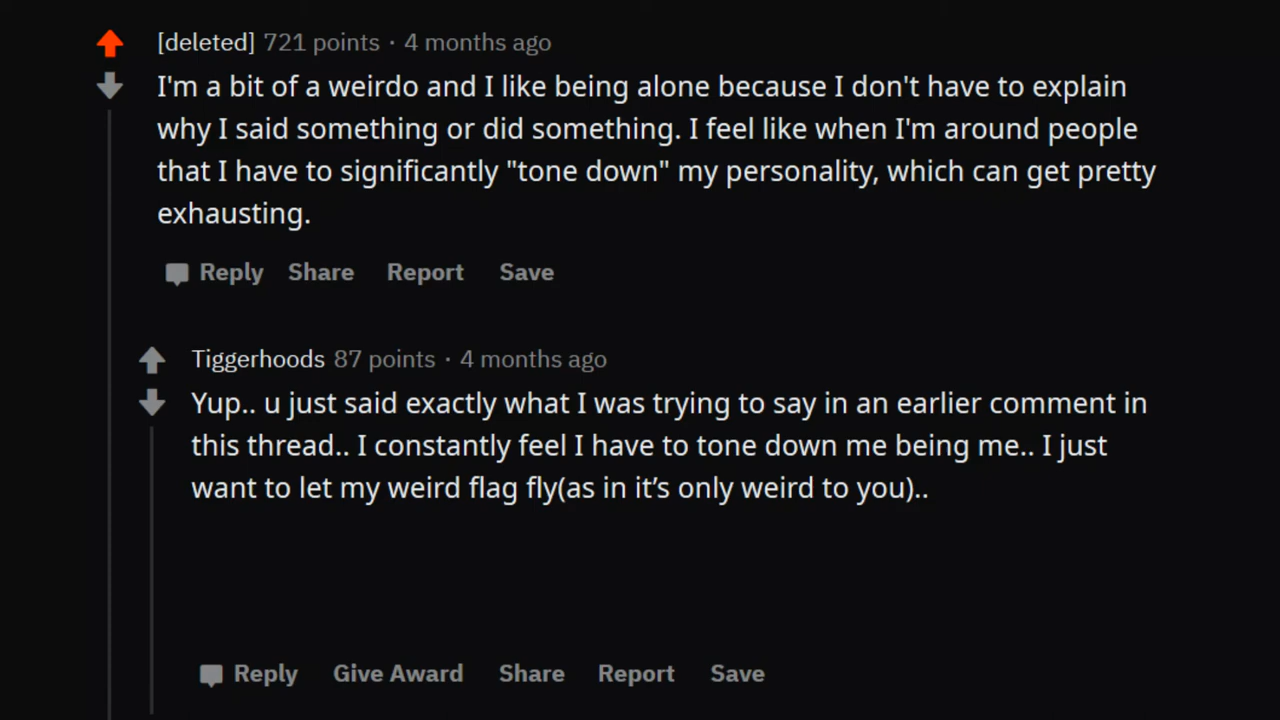 [deleted] 721 points · 4 months ago
I'm a bit of a weirdo and I like being alone because I don't have to explain
why I said something or did something. I feel like when I'm around people
that I have to significantly "tone down" my personality, which can get pretty
exhausting.
Reply Share Report Save
Tiggerhoods 87 points · 4 months ago
Yup.. u just said exactly what I was trying to say in an earlier comment in
this thread.. I constantly feel I have to tone down me being me.. I just
want to let my weird flag fly(as in it’s only weird to you)..
Reply Give Award Share Report Save